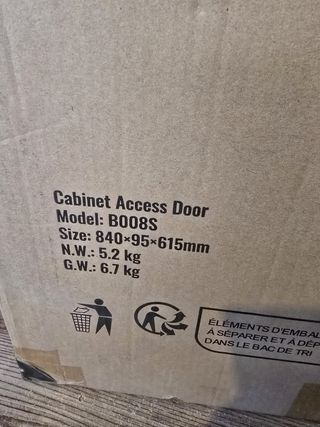 Cabinet Access Door
Model: B008S
Size: 840×95×615mm
N.W.: 5.2 kg
G.W.: 6.7 kg
ÉLÉMENTS D'EMBAL
À SÉPARER ET À DÉP
DANS LE BAC DE TRI